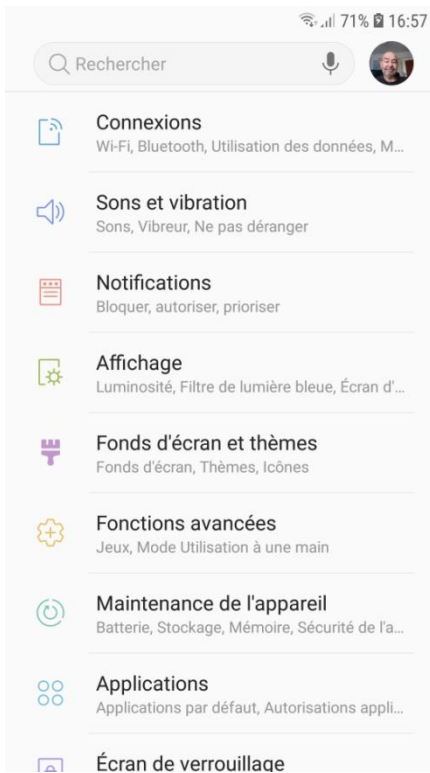 71% 16:57
Rechercher
Connexions
Wi-Fi, Bluetooth, Utilisation des données, M...
Sons et vibration
Sons, Vibreur, Ne pas déranger
Notifications
Bloquer, autoriser, prioriser
Affichage
Luminosité, Filtre de lumière bleue, Écran d'...
Fonds d'écran et thèmes
Fonds d'écran, Thèmes, Icônes
Fonctions avancées
Jeux, Mode Utilisation à une main
Maintenance de l'appareil
Batterie, Stockage, Mémoire, Sécurité de l'a...
Applications
Applications par défaut, Autorisations appli...
Écran de verrouillage